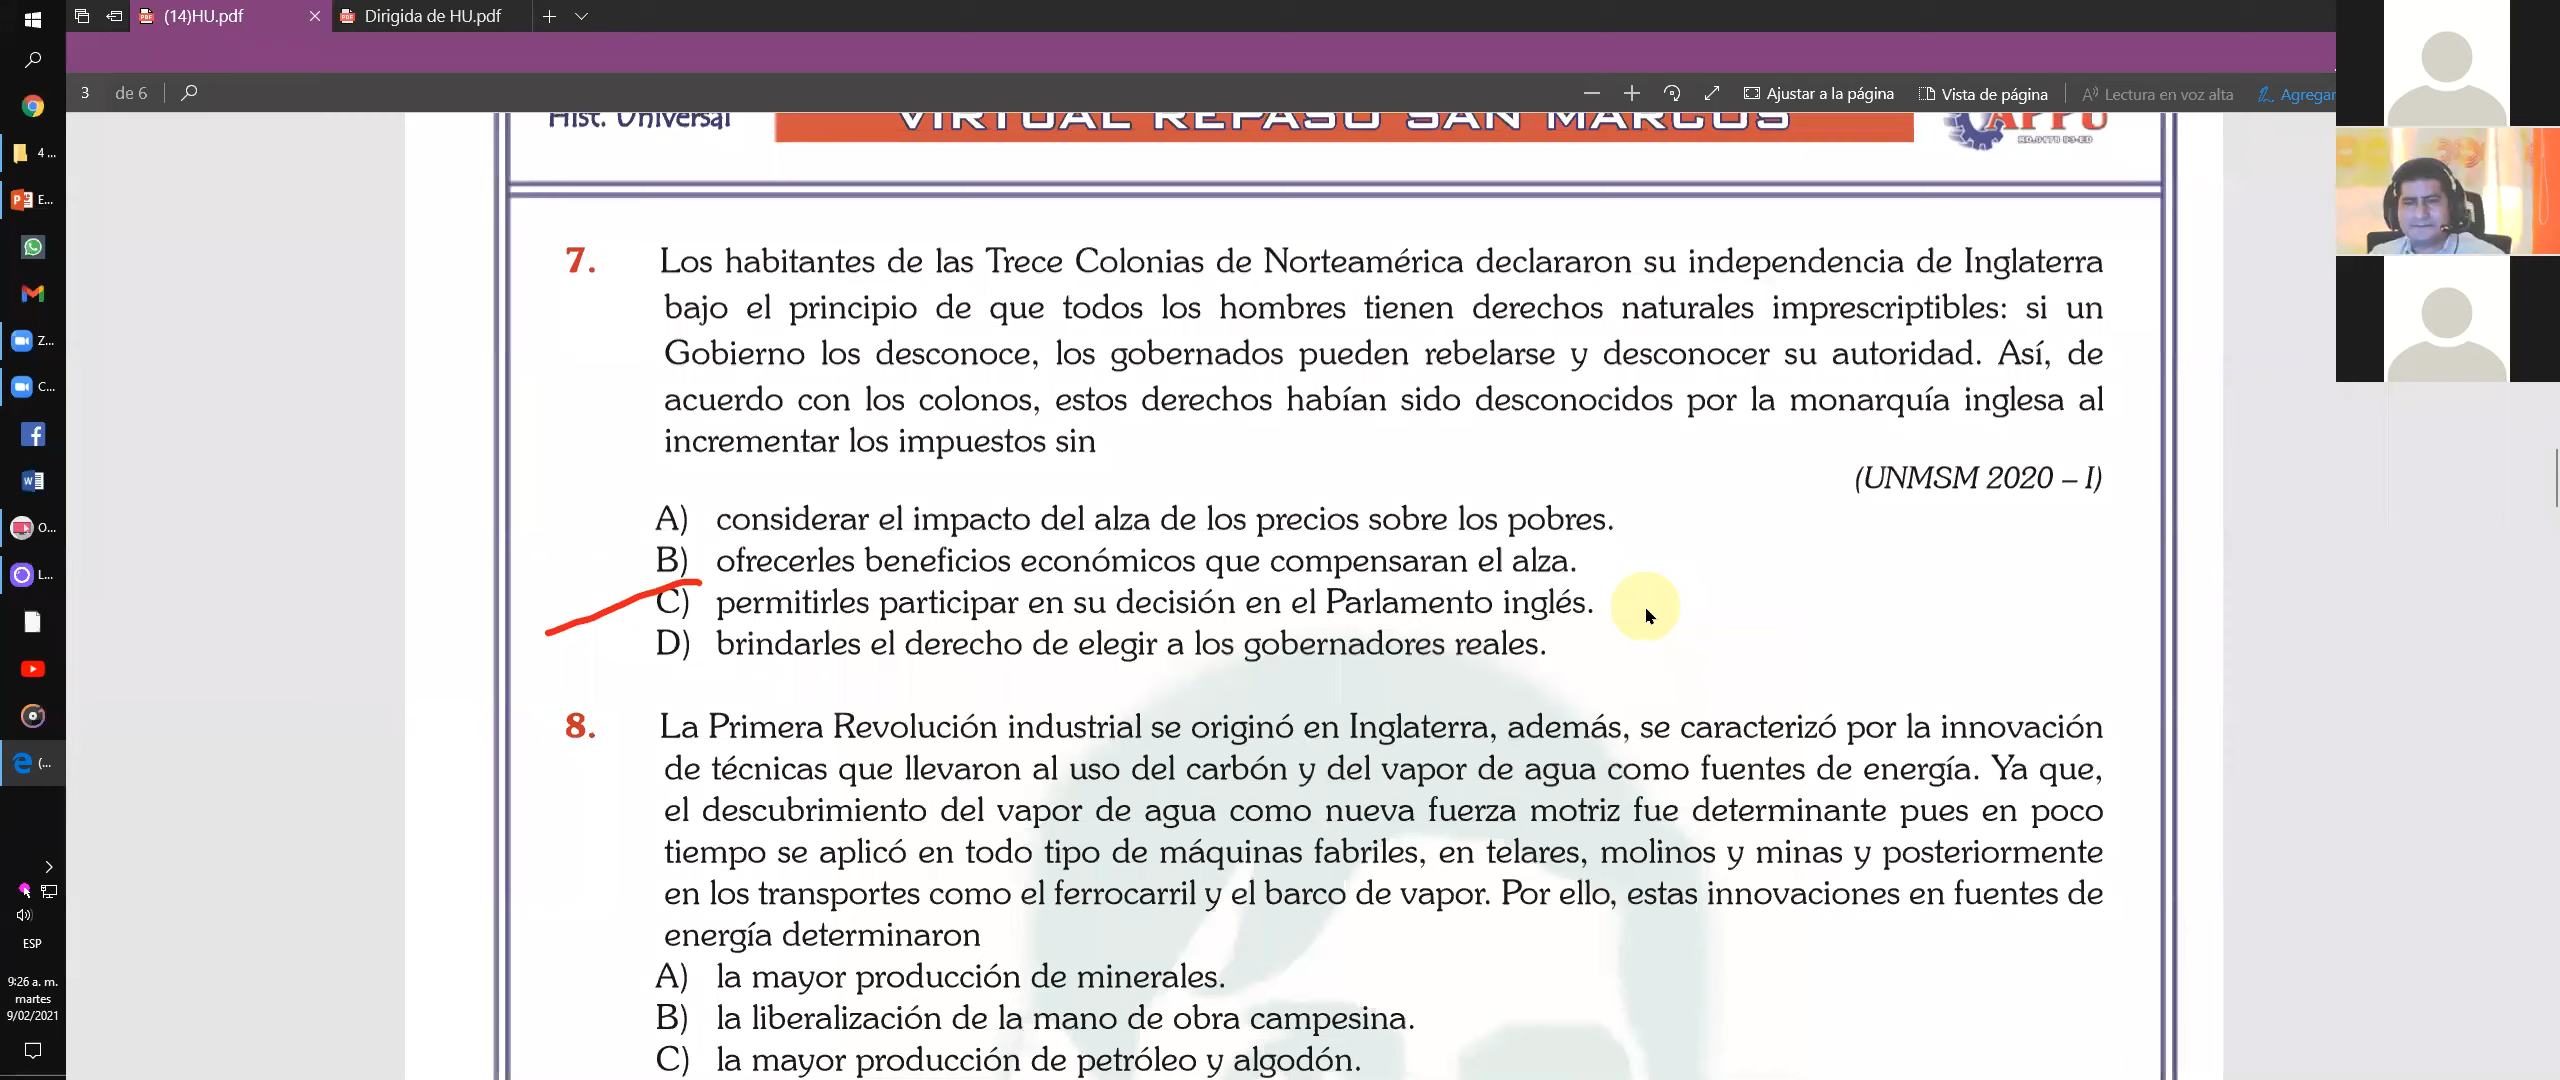 (14)HU.pdf
Dirigida de HU.pdf
3 de 6
Ajustar a la página
Vista de página
Lectura en voz alta
Agregar
Hist. Universal
VIRTUAL REPASO SAN MARCOS
APPU
7. Los habitantes de las Trece Colonias de Norteamérica declararon su independencia de Inglaterra
bajo el principio de que todos los hombres tienen derechos naturales imprescriptibles: si un
Gobierno los desconoce, los gobernados pueden rebelarse y desconocer su autoridad. Así, de
acuerdo con los colonos, estos derechos habían sido desconocidos por la monarquía inglesa al
incrementar los impuestos sin
(UNMSM 2020 – I)
A) considerar el impacto del alza de los precios sobre los pobres.
B) ofrecerles beneficios económicos que compensaran el alza.
C) permitirles participar en su decisión en el Parlamento inglés.
D) brindarles el derecho de elegir a los gobernadores reales.
8. La Primera Revolución industrial se originó en Inglaterra, además, se caracterizó por la innovación
de técnicas que llevaron al uso del carbón y del vapor de agua como fuentes de energía. Ya que,
el descubrimiento del vapor de agua como nueva fuerza motriz fue determinante pues en poco
tiempo se aplicó en todo tipo de máquinas fabriles, en telares, molinos y minas y posteriormente
en los transportes como el ferrocarril y el barco de vapor. Por ello, estas innovaciones en fuentes de
energía determinaron
A) la mayor producción de minerales.
B) la liberalización de la mano de obra campesina.
C) la mayor producción de petróleo y algodón.
4 ...
E...
Z...
C...
O...
L...
(...
ESP
9:26 a. m.
martes
9/02/2021